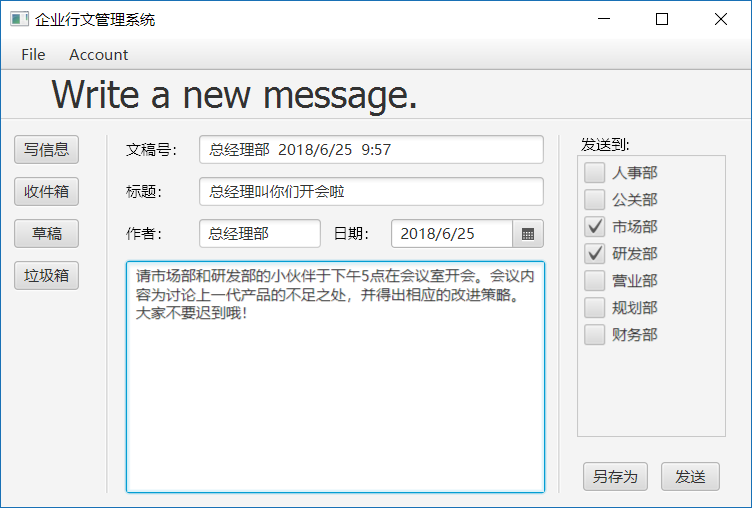 企业行文管理系统
File Account
Write a new message.
写信息
收件箱
草稿
垃圾箱
文稿号： 总经理部 2018/6/25 9:57
标题： 总经理叫你们开会啦
作者： 总经理部 日期： 2018/6/25
请市场部和研发部的小伙伴于下午5点在会议室开会。会议内
容为讨论上一代产品的不足之处，并得出相应的改进策略。
大家不要迟到哦！
发送到:
人事部
公关部
市场部
研发部
营业部
规划部
财务部
另存为 发送